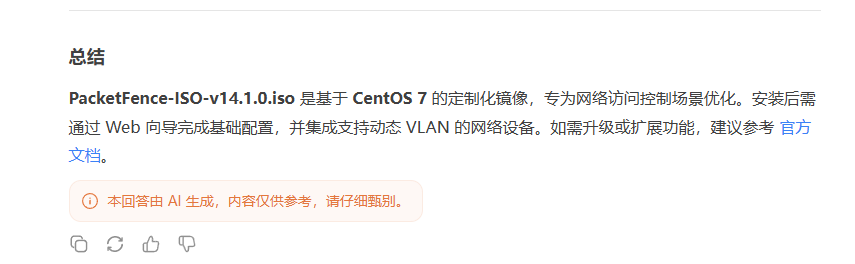 总结
PacketFence-ISO-v14.1.0.iso 是基于 CentOS 7 的定制化镜像，专为网络访问控制场景优化。安装后需
通过 Web 向导完成基础配置，并集成支持动态 VLAN 的网络设备。如需升级或扩展功能，建议参考 官方
文档。
本回答由 AI 生成，内容仅供参考，请仔细甄别。